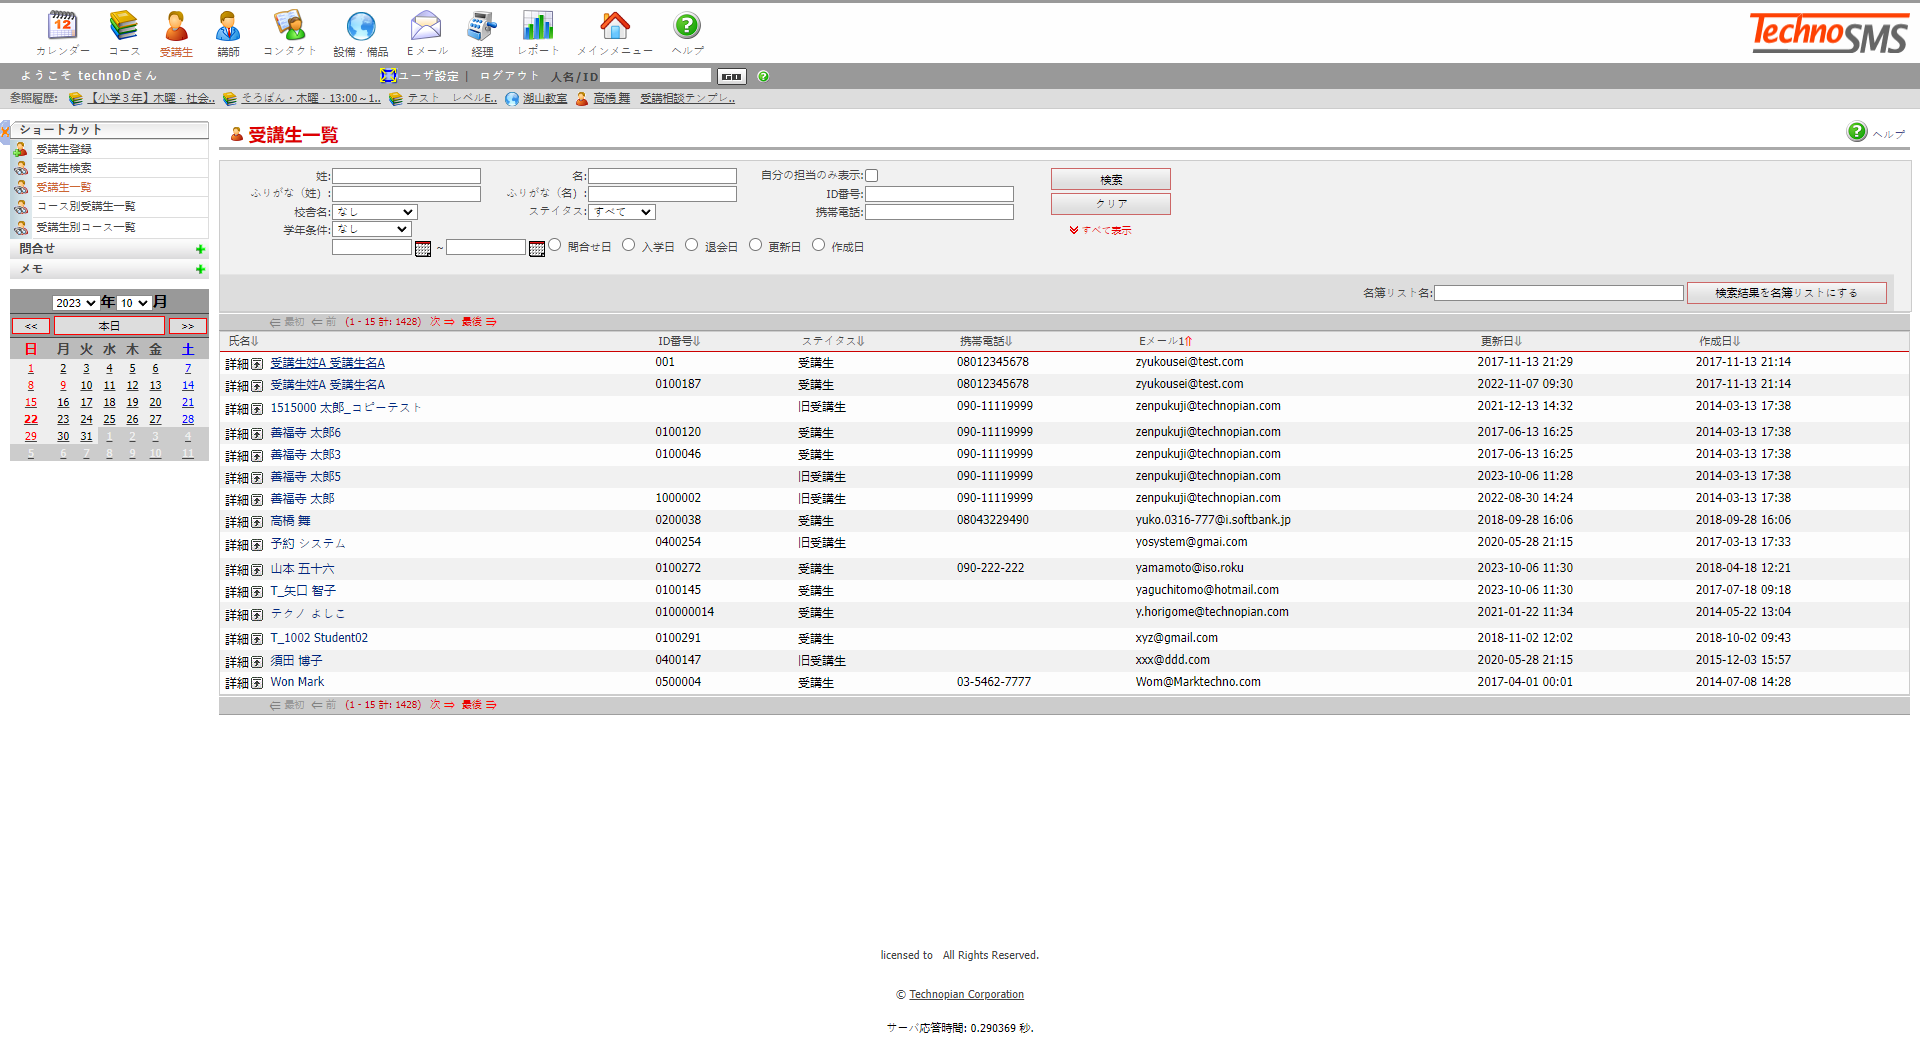 カレンダー コース 受講生 講師 コンタクト 設備・備品 Eメール 経理 レポート メインメニュー ヘルプ
TechnoSMS
ようこそ technoDさん ユーザ設定 | ログアウト 人名/ID GO
参照履歴: 【小学３年】木曜・社会.. そろばん・木曜・13:00～1.. テスト レベルE.. 湖山教室 高橋 舞 受講相談テンプレ..
ショートカット
受講生登録
受講生検索
受講生一覧
コース別受講生一覧
受講生別コース一覧
問合せ
メモ
2023 年 10 月
<< 本日 >>
日 月 火 水 木 金 土
1 2 3 4 5 6 7
8 9 10 11 12 13 14
15 16 17 18 19 20 21
22 23 24 25 26 27 28
29 30 31 1 2 3 4
5 6 7 8 9 10 11
受講生一覧 ヘルプ
姓: 名: 自分の担当のみ表示: 検索
ふりがな（姓）: ふりがな（名）: ID番号: クリア
校舎名: なし ステイタス: すべて 携帯電話:
学年条件: なし すべて表示
~ 問合せ日 入学日 退会日 更新日 作成日
名簿リスト名: 検索結果を名簿リストにする
⇐ 最初 ⇐ 前 (1 - 15 計: 1428) 次 ⇒ 最後 ⇒
氏名⇓ ID番号⇓ ステイタス⇓ 携帯電話⇓ Eメール1⇑ 更新日⇓ 作成日⇓
詳細 受講生姓A 受講生名A 001 受講生 08012345678 zyukousei@test.com 2017-11-13 21:29 2017-11-13 21:14
詳細 受講生姓A 受講生名A 0100187 受講生 08012345678 zyukousei@test.com 2022-11-07 09:30 2017-11-13 21:14
詳細 1515000 太郎_コピーテスト 旧受講生 090-11119999 zenpukuji@technopian.com 2021-12-13 14:32 2014-03-13 17:38
詳細 善福寺 太郎6 0100120 受講生 090-11119999 zenpukuji@technopian.com 2017-06-13 16:25 2014-03-13 17:38
詳細 善福寺 太郎3 0100046 受講生 090-11119999 zenpukuji@technopian.com 2017-06-13 16:25 2014-03-13 17:38
詳細 善福寺 太郎5 旧受講生 090-11119999 zenpukuji@technopian.com 2023-10-06 11:28 2014-03-13 17:38
詳細 善福寺 太郎 1000002 旧受講生 090-11119999 zenpukuji@technopian.com 2022-08-30 14:24 2014-03-13 17:38
詳細 高橋 舞 0200038 受講生 08043229490 yuko.0316-777@i.softbank.jp 2018-09-28 16:06 2018-09-28 16:06
詳細 予約 システム 0400254 旧受講生 yosystem@gmai.com 2020-05-28 21:15 2017-03-13 17:33
詳細 山本 五十六 0100272 受講生 090-222-222 yamamoto@iso.roku 2023-10-06 11:30 2018-04-18 12:21
詳細 T_矢口 智子 0100145 受講生 yaguchitomo@hotmail.com 2023-10-06 11:30 2017-07-18 09:18
詳細 テクノ よしこ 010000014 受講生 y.horigome@technopian.com 2021-01-22 11:34 2014-05-22 13:04
詳細 T_1002 Student02 0100291 受講生 xyz@gmail.com 2018-11-02 12:02 2018-10-02 09:43
詳細 須田 博子 0400147 旧受講生 xxx@ddd.com 2020-05-28 21:15 2015-12-03 15:57
詳細 Won Mark 0500004 受講生 03-5462-7777 Wom@Marktechno.com 2017-04-01 00:01 2014-07-08 14:28
⇐ 最初 ⇐ 前 (1 - 15 計: 1428) 次 ⇒ 最後 ⇒
licensed to All Rights Reserved.
© Technopian Corporation
サーバ応答時間: 0.290369 秒.